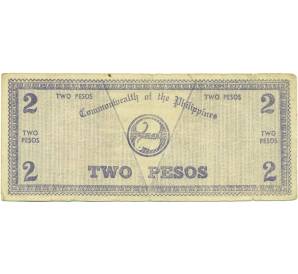 2 TWO PESOS TWO PESOS 2
Commonwealth of the Philippines
TWO PESOS TWO PESOS
2 TWO PESOS 2